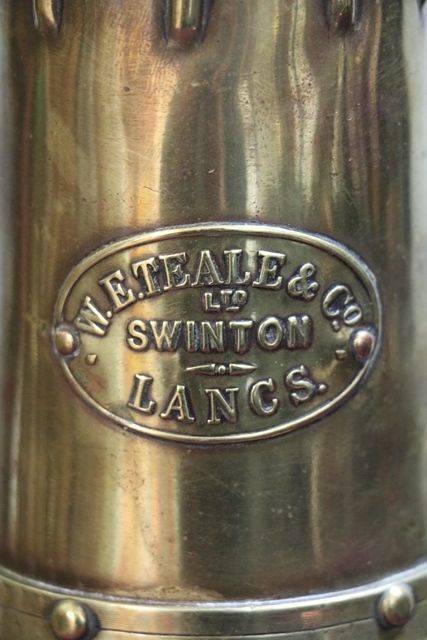 W.E.TEALE & Co.
LTD
SWINTON
LANCS.